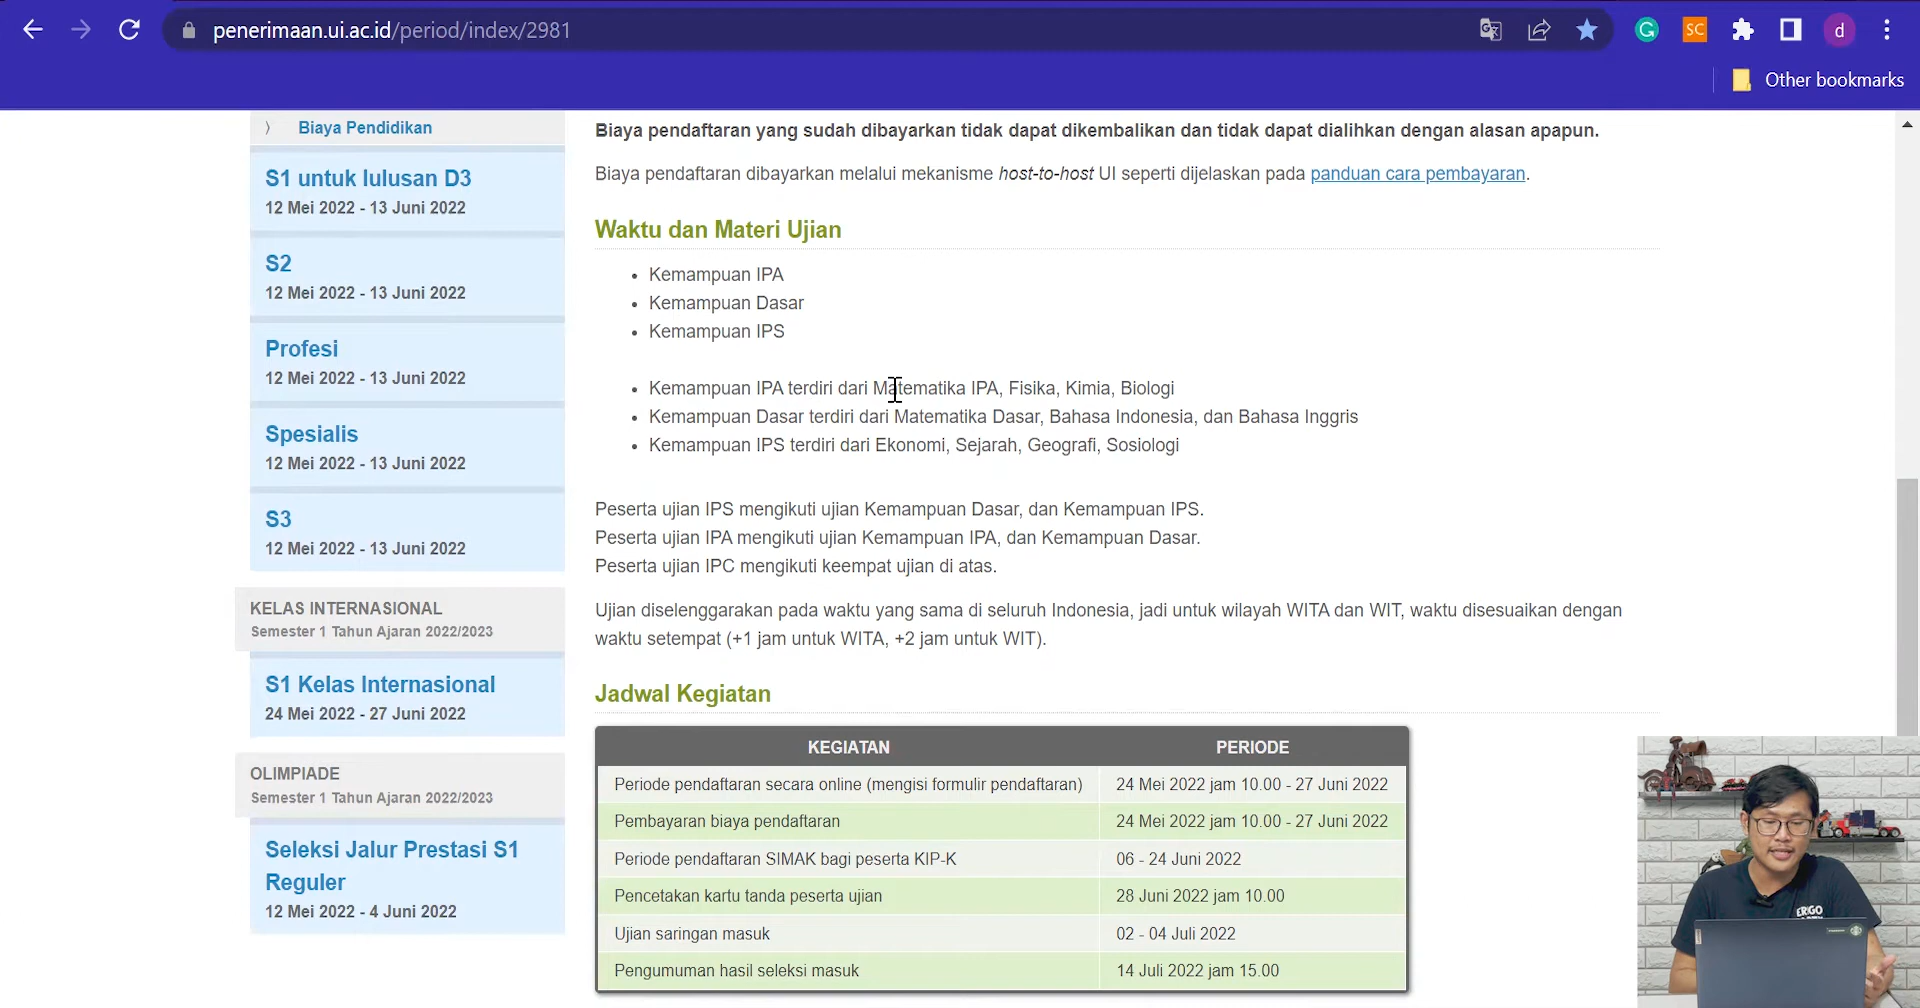 penerimaan.ui.ac.id/period/index/2981
SC
d
Other bookmarks
Biaya Pendidikan
S1 untuk lulusan D3
12 Mei 2022 - 13 Juni 2022
S2
12 Mei 2022 - 13 Juni 2022
Profesi
12 Mei 2022 - 13 Juni 2022
Spesialis
12 Mei 2022 - 13 Juni 2022
S3
12 Mei 2022 - 13 Juni 2022
KELAS INTERNASIONAL
Semester 1 Tahun Ajaran 2022/2023
S1 Kelas Internasional
24 Mei 2022 - 27 Juni 2022
OLIMPIADE
Semester 1 Tahun Ajaran 2022/2023
Seleksi Jalur Prestasi S1
Reguler
12 Mei 2022 - 4 Juni 2022
Biaya pendaftaran yang sudah dibayarkan tidak dapat dikembalikan dan tidak dapat dialihkan dengan alasan apapun.
Biaya pendaftaran dibayarkan melalui mekanisme host-to-host UI seperti dijelaskan pada panduan cara pembayaran.
Waktu dan Materi Ujian
Kemampuan IPA
Kemampuan Dasar
Kemampuan IPS
Kemampuan IPA terdiri dari Matematika IPA, Fisika, Kimia, Biologi
Kemampuan Dasar terdiri dari Matematika Dasar, Bahasa Indonesia, dan Bahasa Inggris
Kemampuan IPS terdiri dari Ekonomi, Sejarah, Geografi, Sosiologi
Peserta ujian IPS mengikuti ujian Kemampuan Dasar, dan Kemampuan IPS.
Peserta ujian IPA mengikuti ujian Kemampuan IPA, dan Kemampuan Dasar.
Peserta ujian IPC mengikuti keempat ujian di atas.
Ujian diselenggarakan pada waktu yang sama di seluruh Indonesia, jadi untuk wilayah WITA dan WIT, waktu disesuaikan dengan
waktu setempat (+1 jam untuk WITA, +2 jam untuk WIT).
Jadwal Kegiatan
KEGIATAN PERIODE
Periode pendaftaran secara online (mengisi formulir pendaftaran) 24 Mei 2022 jam 10.00 - 27 Juni 2022
Pembayaran biaya pendaftaran 24 Mei 2022 jam 10.00 - 27 Juni 2022
Periode pendaftaran SIMAK bagi peserta KIP-K 06 - 24 Juni 2022
Pencetakan kartu tanda peserta ujian 28 Juni 2022 jam 10.00
Ujian saringan masuk 02 - 04 Juli 2022
Pengumuman hasil seleksi masuk 14 Juli 2022 jam 15.00
ERIGO